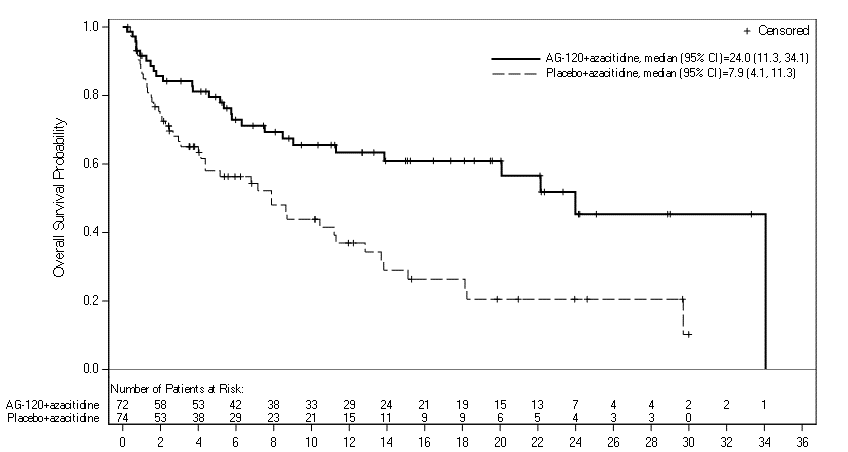 1.0
+ Censored
AG-120+azacitidine, median (95% CI)=24.0 (11.3, 34.1)
Placebo+azacitidine, median (95% CI)=7.9 (4.1, 11.3)
0.8
0.6
Overall Survival Probability
0.4
0.2
0.0
Number of Patients at Risk:
AG-120+azacitidine 72 58 53 42 38 33 29 24 21 19 15 13 7 4 4 2 2 1
Placebo+azacitidine 74 53 38 29 23 21 15 11 9 9 6 5 4 3 3 0
0 2 4 6 8 10 12 14 16 18 20 22 24 26 28 30 32 34 36